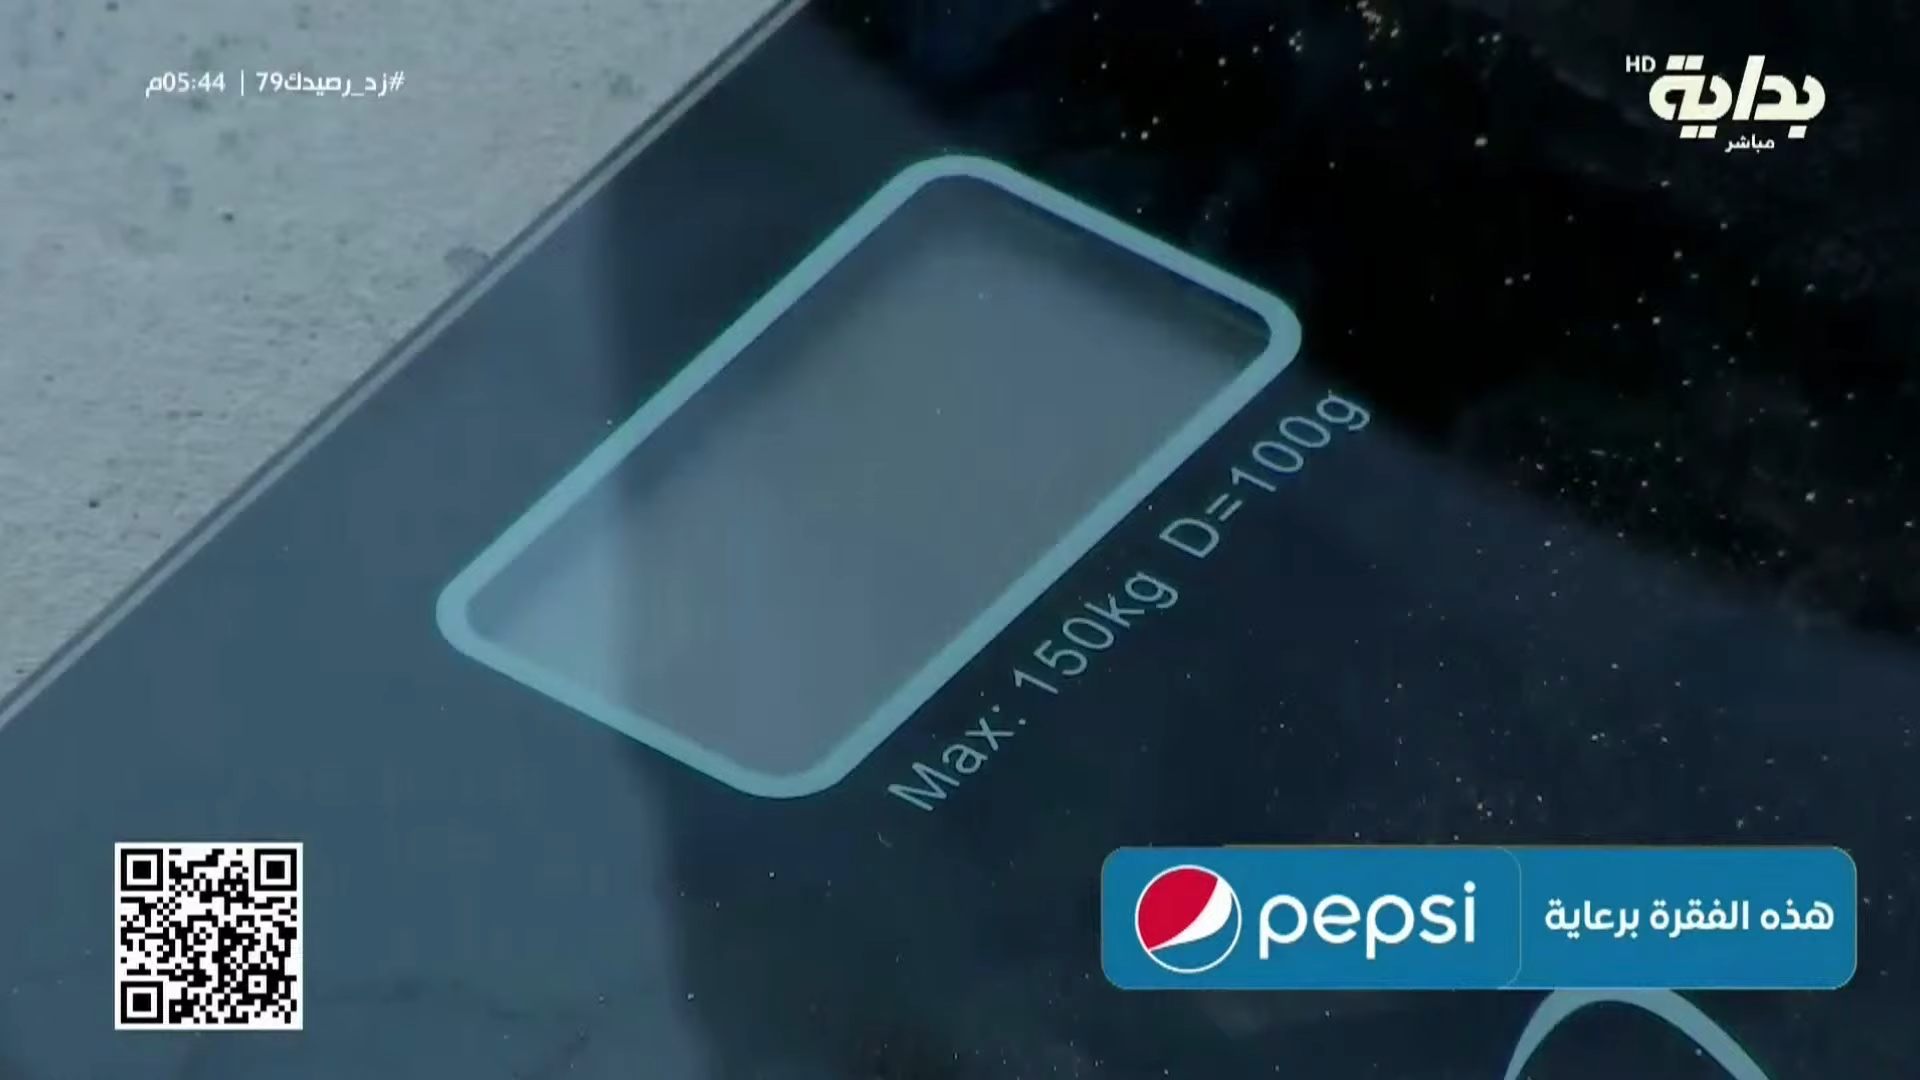 #زد_رصيدك79 | 05:44م
بداية HD
مباشر
Max: 150kg D=100g
هذه الفقرة برعاية
pepsi